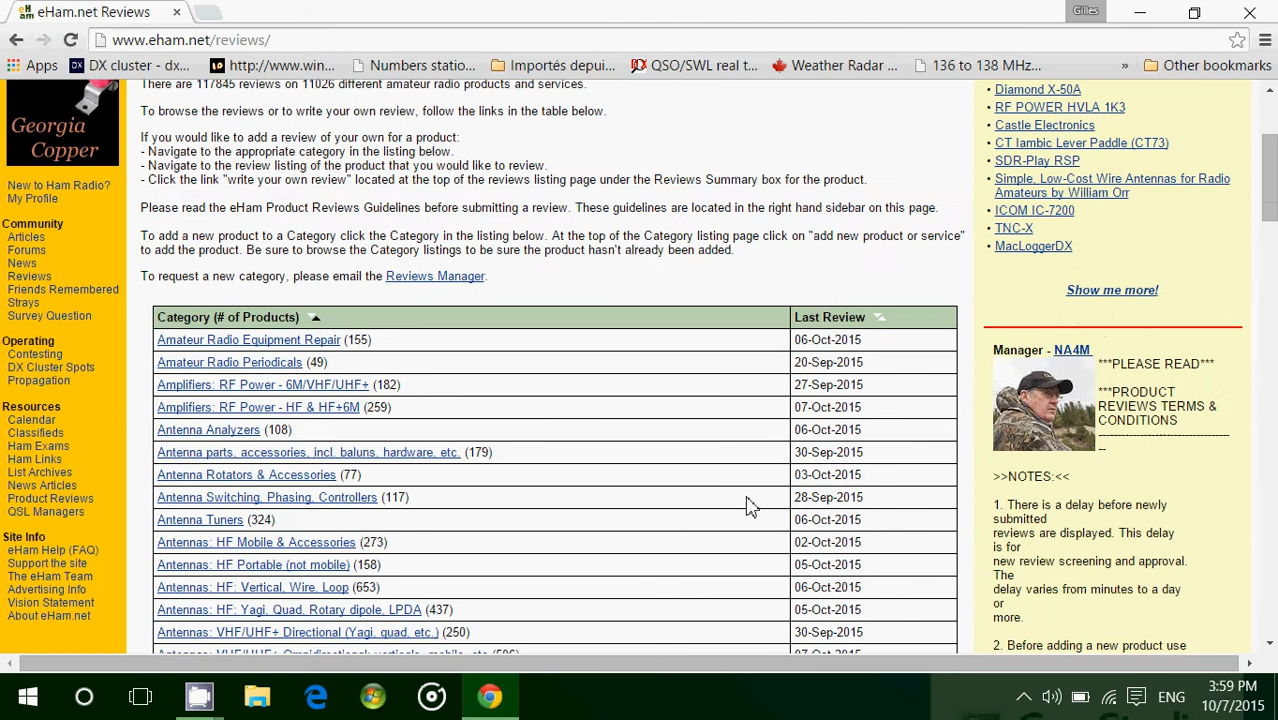 eHam.net Reviews
Gilles
www.eham.net/reviews/
Apps
DX cluster - dx...
http://www.win...
Numbers statio...
Importés depui...
QSO/SWL real t...
Weather Radar ...
136 to 138 MHz...
»
Other bookmarks
Georgia
Copper
New to Ham Radio?
My Profile
Community
Articles
Forums
News
Reviews
Friends Remembered
Strays
Survey Question
Operating
Contesting
DX Cluster Spots
Propagation
Resources
Calendar
Classifieds
Ham Exams
Ham Links
List Archives
News Articles
Product Reviews
QSL Managers
Site Info
eHam Help (FAQ)
Support the site
The eHam Team
Advertising Info
Vision Statement
About eHam.net
There are 117845 reviews on 11026 different amateur radio products and services.
To browse the reviews or to write your own review, follow the links in the table below.
If you would like to add a review of your own for a product:
- Navigate to the appropriate category in the listing below.
- Navigate to the review listing of the product that you would like to review.
- Click the link "write your own review" located at the top of the reviews listing page under the Reviews Summary box for the product.
Please read the eHam Product Review Guidelines before submitting a review. These guidelines are located in the right hand sidebar on this page.
To add a new product to a Category click the Category in the listing below. At the top of the Category listing page click on "add new product or service"
to add the product. Be sure to browse the Category listings to be sure the product hasn't already been added.
To request a new category, please email the Reviews Manager.
Category (# of Products) Last Review
Amateur Radio Equipment Repair (155) 06-Oct-2015
Amateur Radio Periodicals (49) 20-Sep-2015
Amplifiers: RF Power - 6M/VHF/UHF+ (182) 27-Sep-2015
Amplifiers: RF Power - HF & HF+6M (259) 07-Oct-2015
Antenna Analyzers (108) 06-Oct-2015
Antenna parts, accessories, incl. baluns, hardware, etc. (179) 30-Sep-2015
Antenna Rotators & Accessories (77) 03-Oct-2015
Antenna Switching, Phasing, Controllers (117) 28-Sep-2015
Antenna Tuners (324) 06-Oct-2015
Antennas: HF Mobile & Accessories (273) 02-Oct-2015
Antennas: HF Portable (not mobile) (158) 05-Oct-2015
Antennas: HF: Vertical, Wire, Loop (653) 06-Oct-2015
Antennas: HF: Yagi, Quad, Rotary dipole, LPDA (437) 05-Oct-2015
Antennas: VHF/UHF+ Directional (Yagi, quad, etc.) (250) 30-Sep-2015
Antennas: VHF/UHF+ Omnidirectional: verticals, mobile, etc 07-Oct-2015
Diamond X-50A
RF POWER HVLA 1K3
Castle Electronics
CT Iambic Lever Paddle (CT73)
SDR-Play RSP
Simple, Low-Cost Wire Antennas for Radio
Amateurs by William Orr
ICOM IC-7200
TNC-X
MacLoggerDX
Show me more!
Manager - NA4M
***PLEASE READ***
***PRODUCT
REVIEWS TERMS &
CONDITIONS
--------------------------------
--
>>NOTES:<<
1. There is a delay before newly
submitted
reviews are displayed. This delay
is for
new review screening and approval.
The
delay varies from minutes to a day
or
more.
2. Before adding a new product use
ENG
3:59 PM
10/7/2015